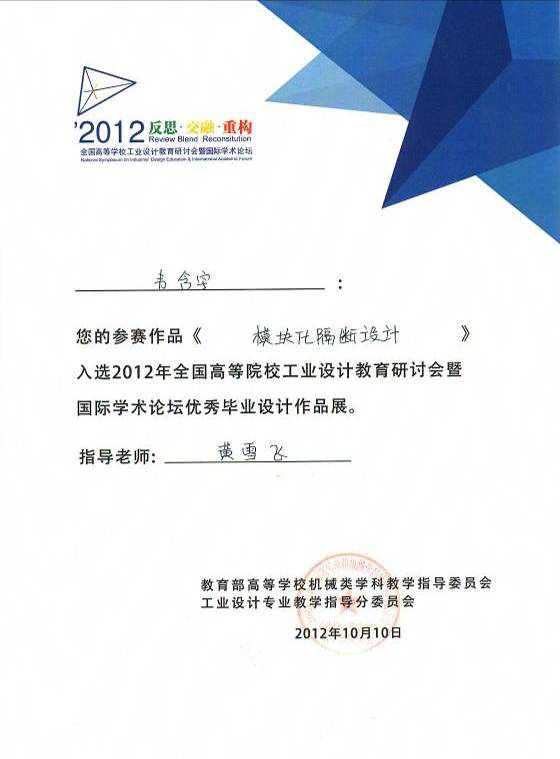 '2012 反思·交融·重构
Review Blend Reconsitution
全国高等学校工业设计教育研讨会暨国际学术论坛
National Symposium on Industrial Design Education & International Academic Forum
含宇 :
您的参赛作品《 模块化隔断设计 》
入选2012年全国高等院校工业设计教育研讨会暨
国际学术论坛优秀毕业设计作品展。
指导老师: 黄雪飞
教育部高等学校机械类学科教学指导委员会
工业设计专业教学指导分委员会
2012年10月10日